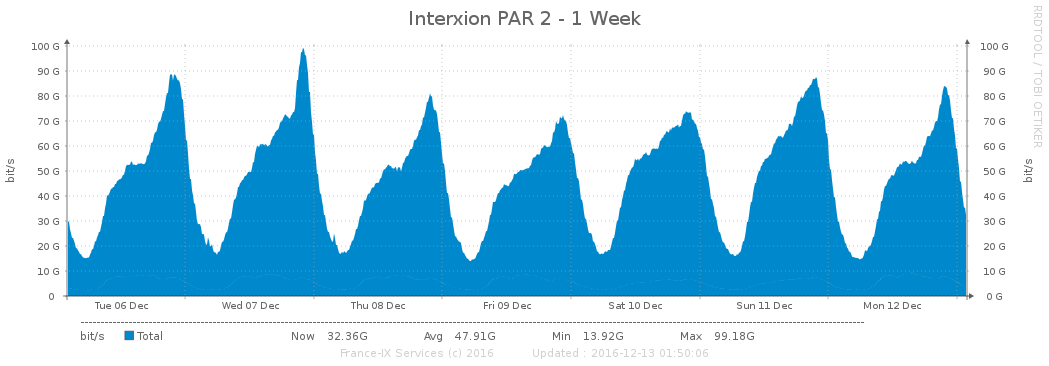 Interxion PAR 2 - 1 Week
RRDTOOL / TOBI OETIKER
100 G 100 G
90 G 90 G
80 G 80 G
70 G 70 G
60 G 60 G
50 G 50 G
40 G 40 G
30 G 30 G
20 G 20 G
10 G 10 G
0 0 G
bit/s bit/s
Tue 06 Dec Wed 07 Dec Thu 08 Dec Fri 09 Dec Sat 10 Dec Sun 11 Dec Mon 12 Dec
bit/s Total Now 32.36G Avg 47.91G Min 13.92G Max 99.18G
France-IX Services (c) 2016 Updated : 2016-12-13 01:50:06